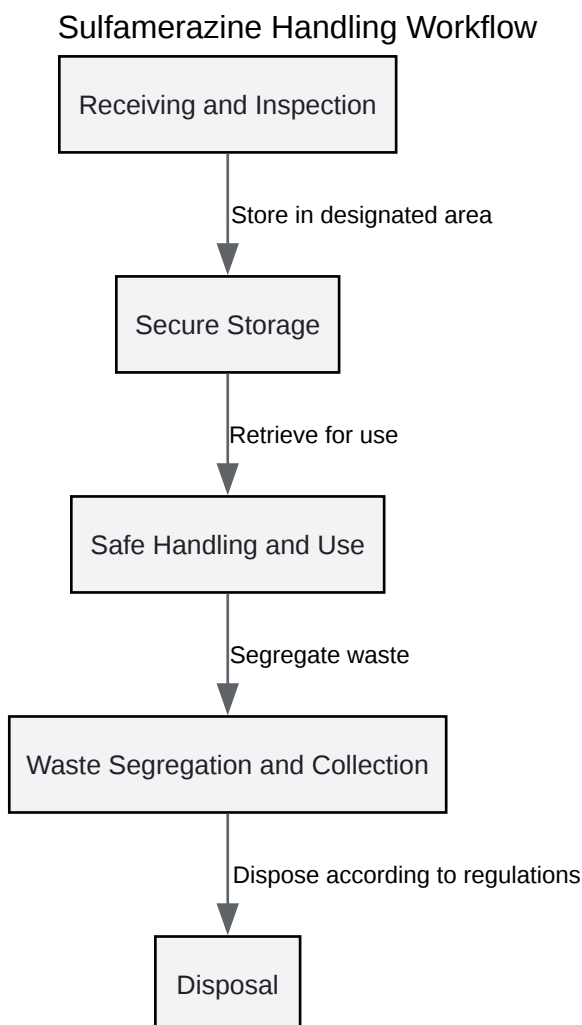 Sulfamerazine Handling Workflow
Receiving and Inspection
Store in designated area
Secure Storage
Retrieve for use
Safe Handling and Use
Segregate waste
Waste Segregation and Collection
Dispose according to regulations
Disposal